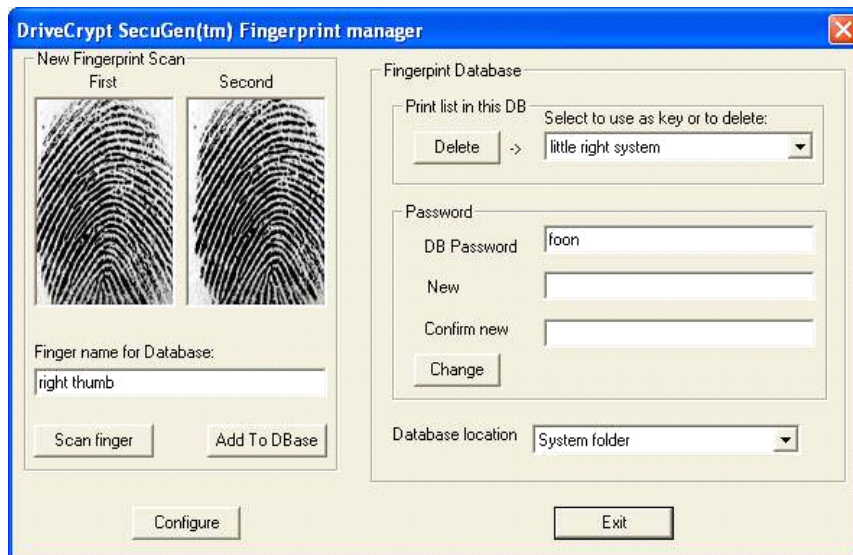 DriveCrypt SecuGen(tm) Fingerprint manager
New Fingerprint Scan
First Second
Finger name for Database:
right thumb
Scan finger
Add To DBase
Configure
Fingerpint Database
Print list in this DB
Select to use as key or to delete:
Delete ->
little right system
Password
DB Password foon
New
Confirm new
Change
Database location System folder
Exit